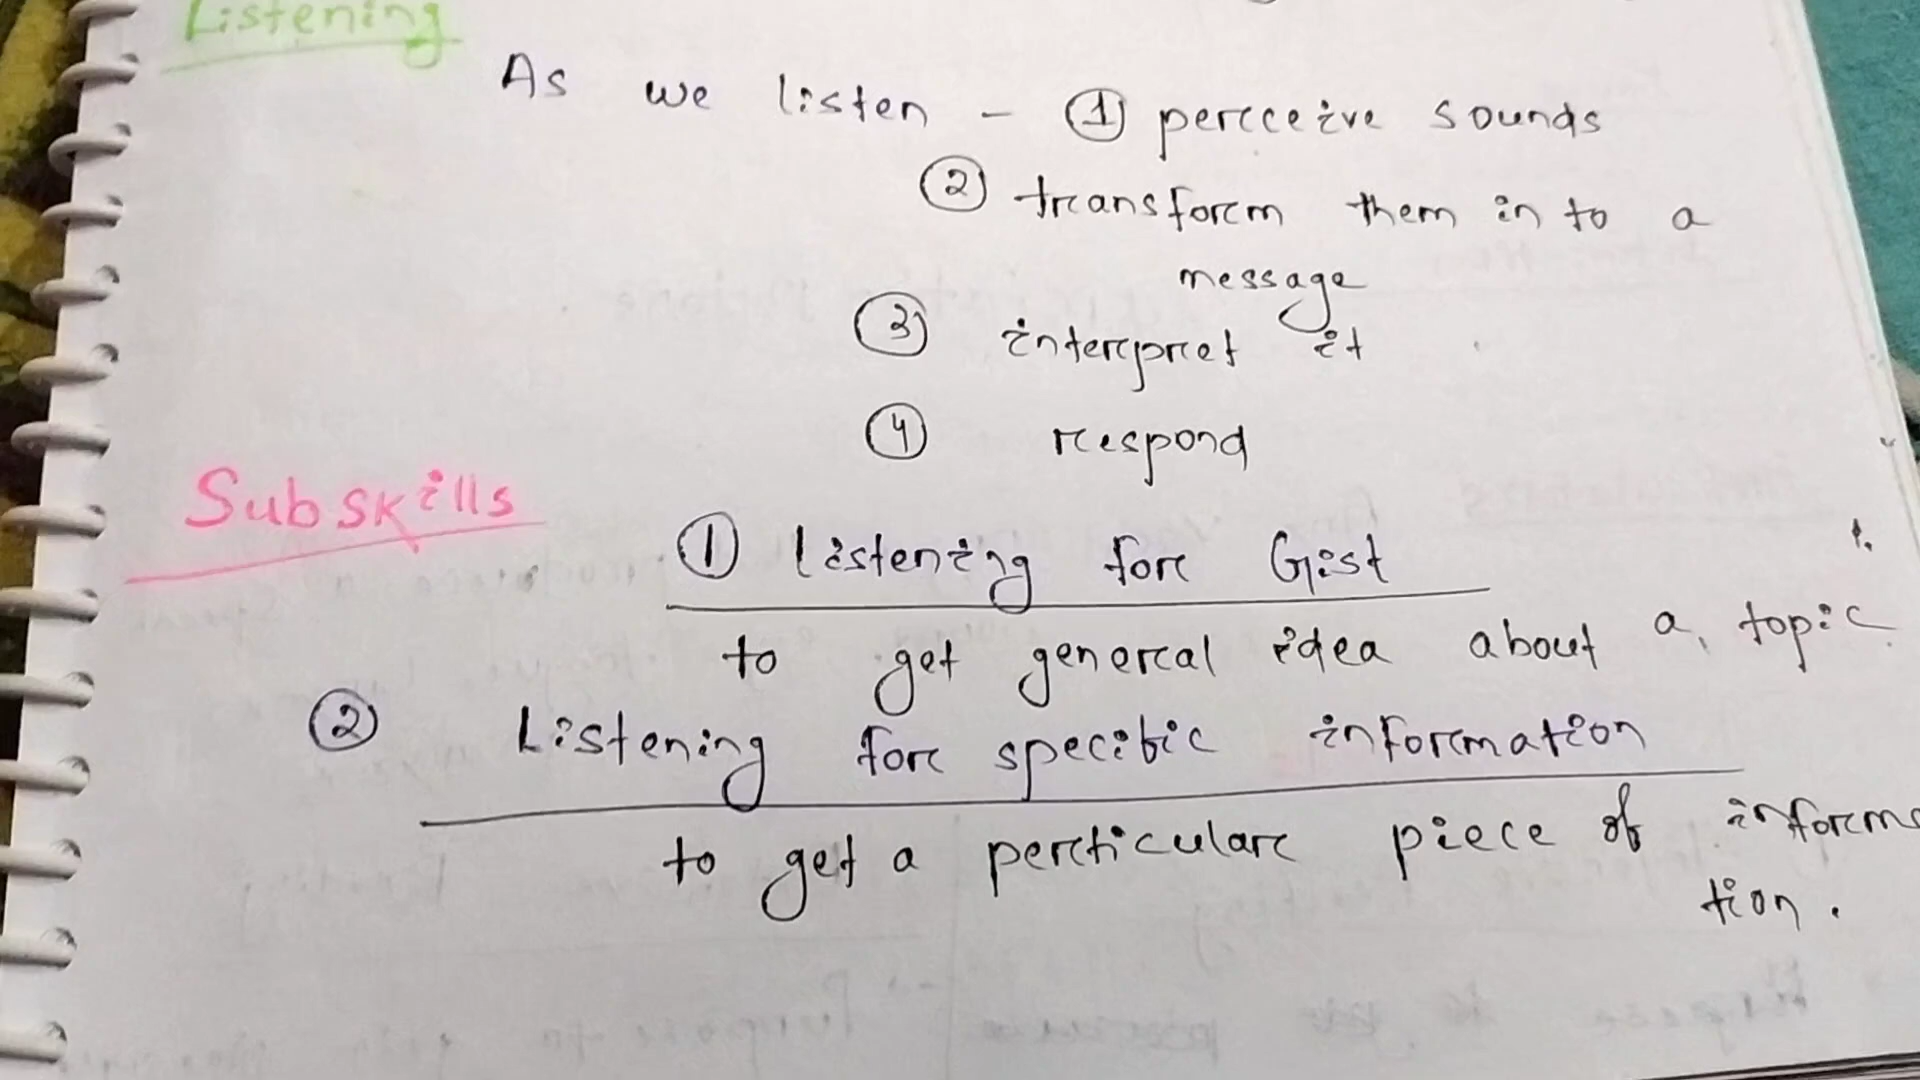 Listening
As we listen - ① perceive sounds
② transform them in to a
message
③ interpret it
④ respond
Subskills
① Listening for Gist
to get general idea about a topic
② Listening for specific information
to get a perticular piece of informa
tion.